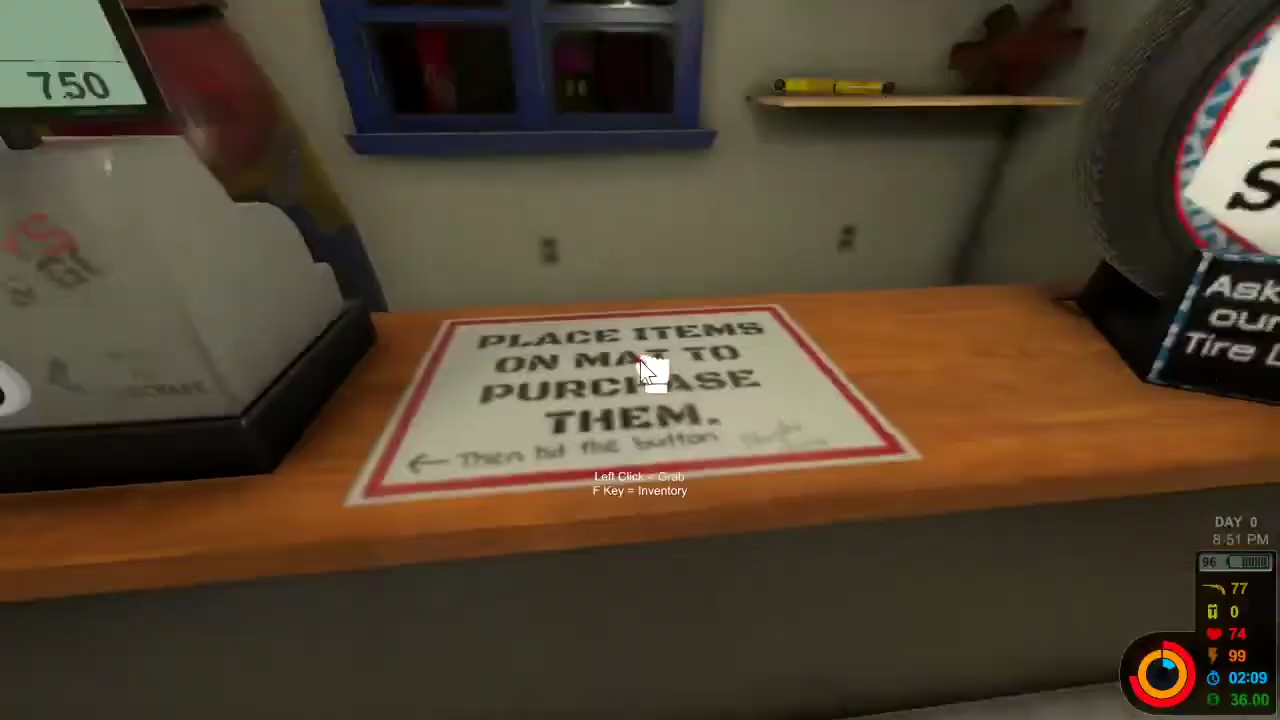 750
PLACE ITEMS
ON MAT TO
PURCHASE
THEM.
← Then hit the button
Left Click = Grab
F Key = Inventory
Ask
our
Tire
S
DAY 0
8:51 PM
96
77
0
74
99
02:09
36.00